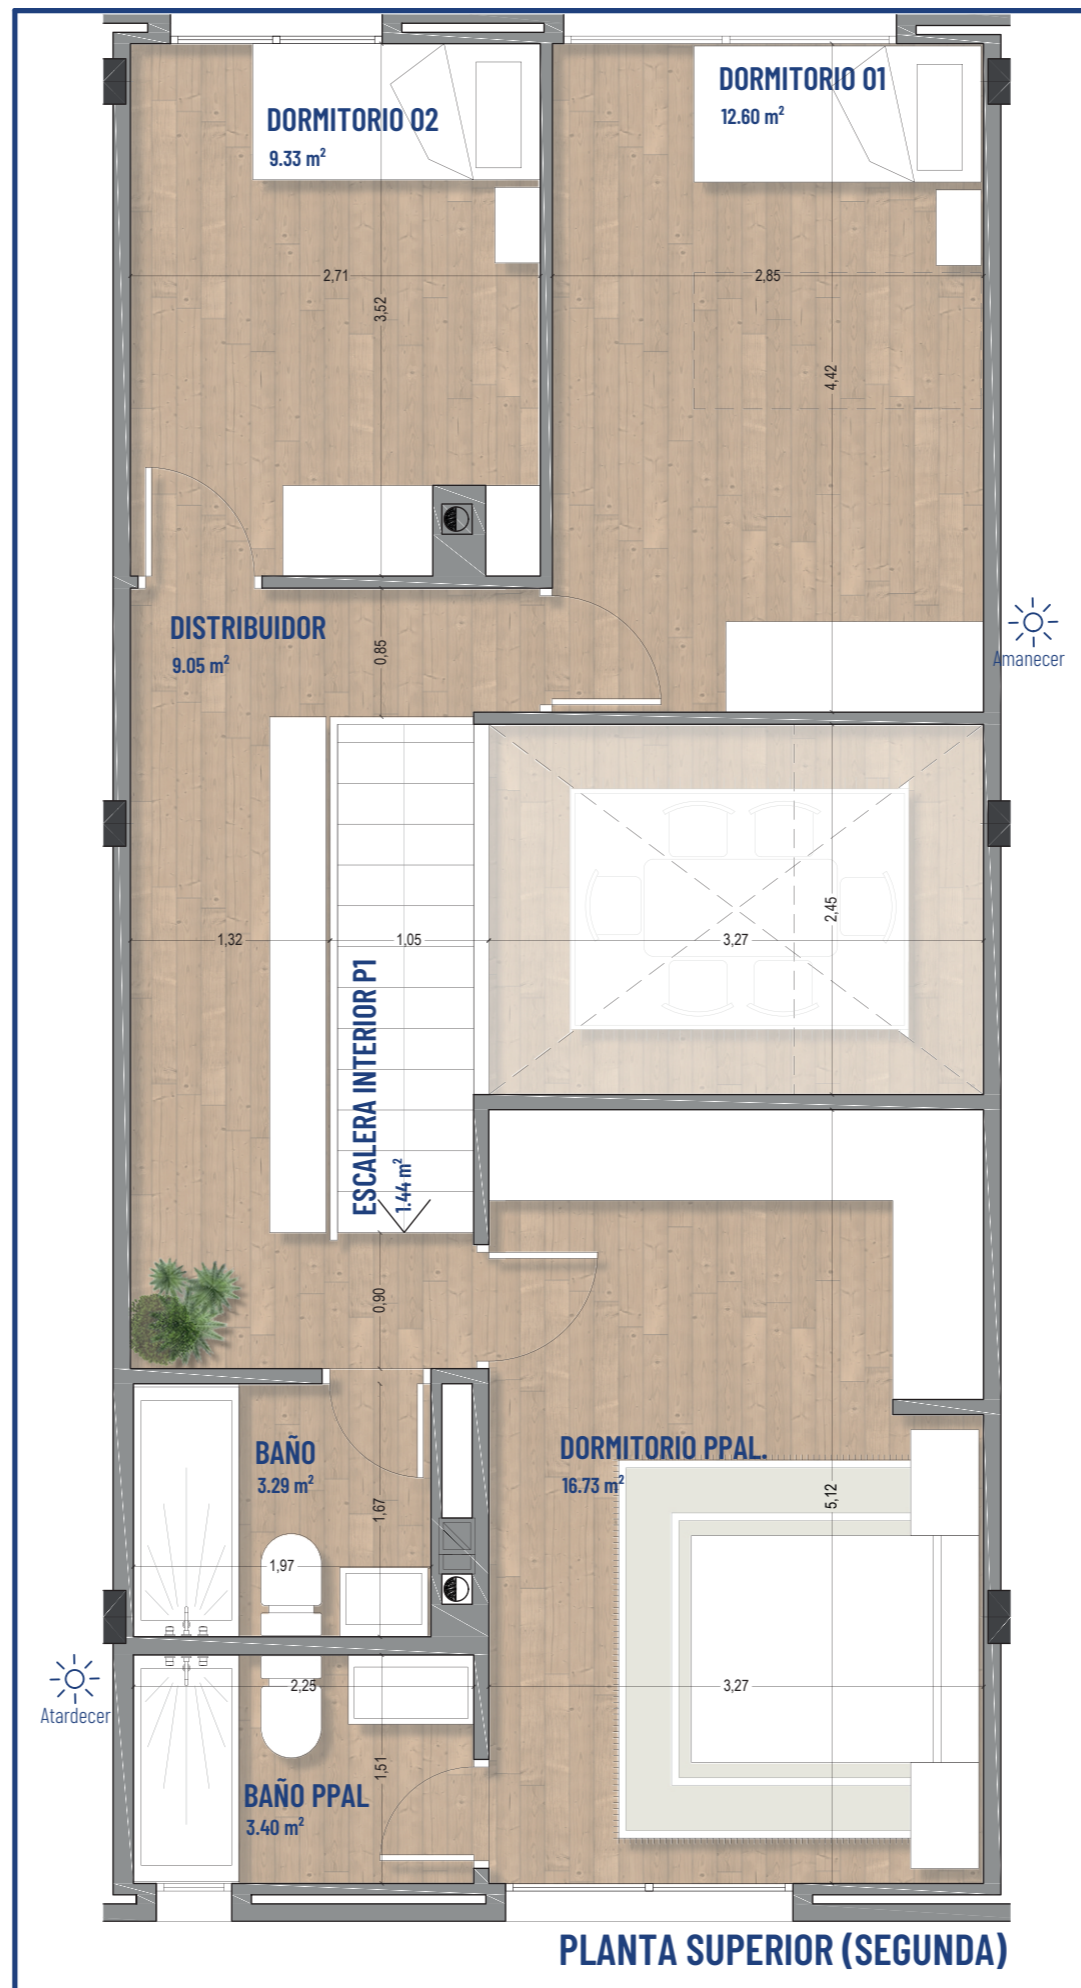 DORMITORIO 02
9.33 m²
DORMITORIO 01
12.60 m²
2,71
3,52
2,85
4,42
DISTRIBUIDOR
9.05 m²
0,85
Amanecer
1,32
1,05
3,27
2,45
ESCALERA INTERIOR P1
1.44 m²
0,90
BAÑO
3.29 m²
1,67
1,97
DORMITORIO PPAL.
16.73 m²
5,12
Atardecer
2,25
3,27
1,51
BAÑO PPAL
3.40 m²
PLANTA SUPERIOR (SEGUNDA)